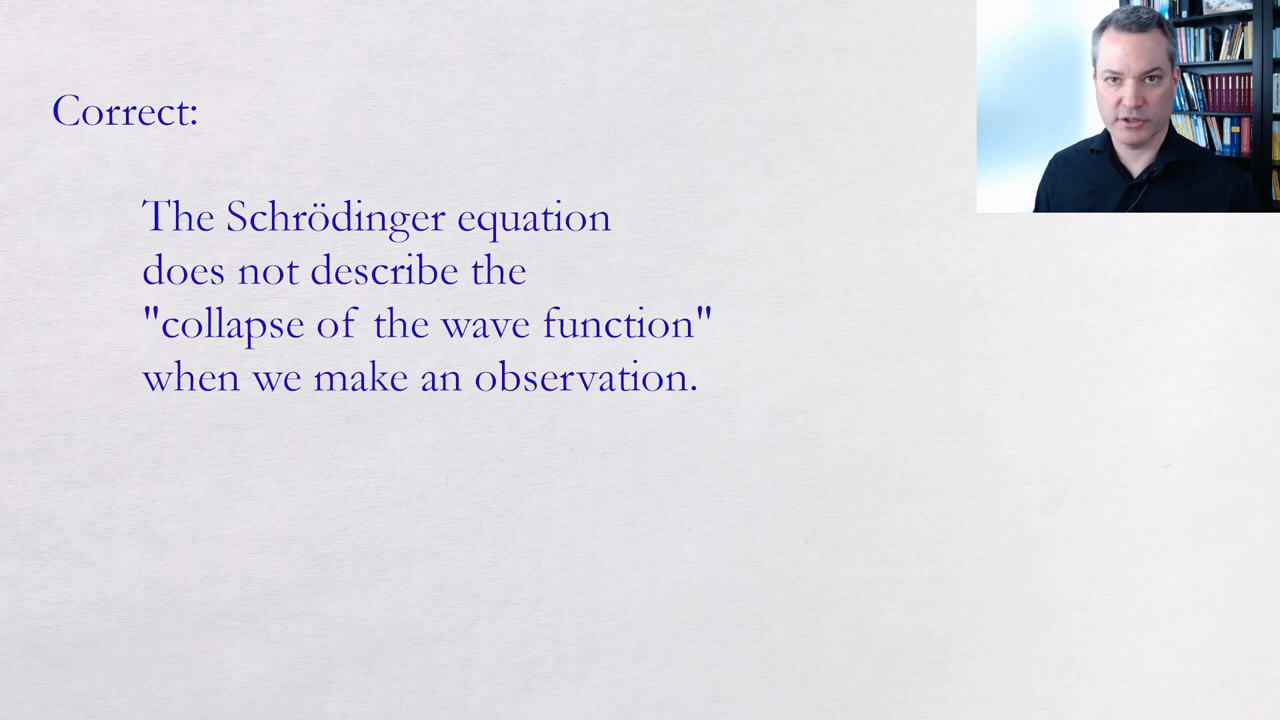 Correct:
The Schrödinger equation
does not describe the
"collapse of the wave function"
when we make an observation.